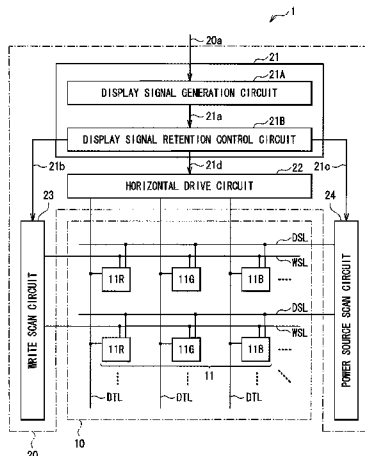 1
20a
21
21A
DISPLAY SIGNAL GENERATION CIRCUIT
21a
21B
DISPLAY SIGNAL RETENTION CONTROL CIRCUIT
21b
21d
21c
22
HORIZONTAL DRIVE CIRCUIT
23
24
WRITE SCAN CIRCUIT
POWER SOURCE SCAN CIRCUIT
DSL
WSL
11R 11G 11B
DSL
WSL
11R 11G 11B
11
DTL DTL DTL
20
10